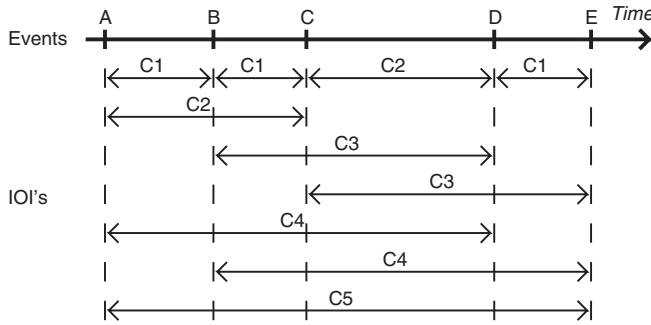 A B C D E Time
Events
C1 C1 C2 C1
C2
C3
C3
IOI's
C4
C4
C5